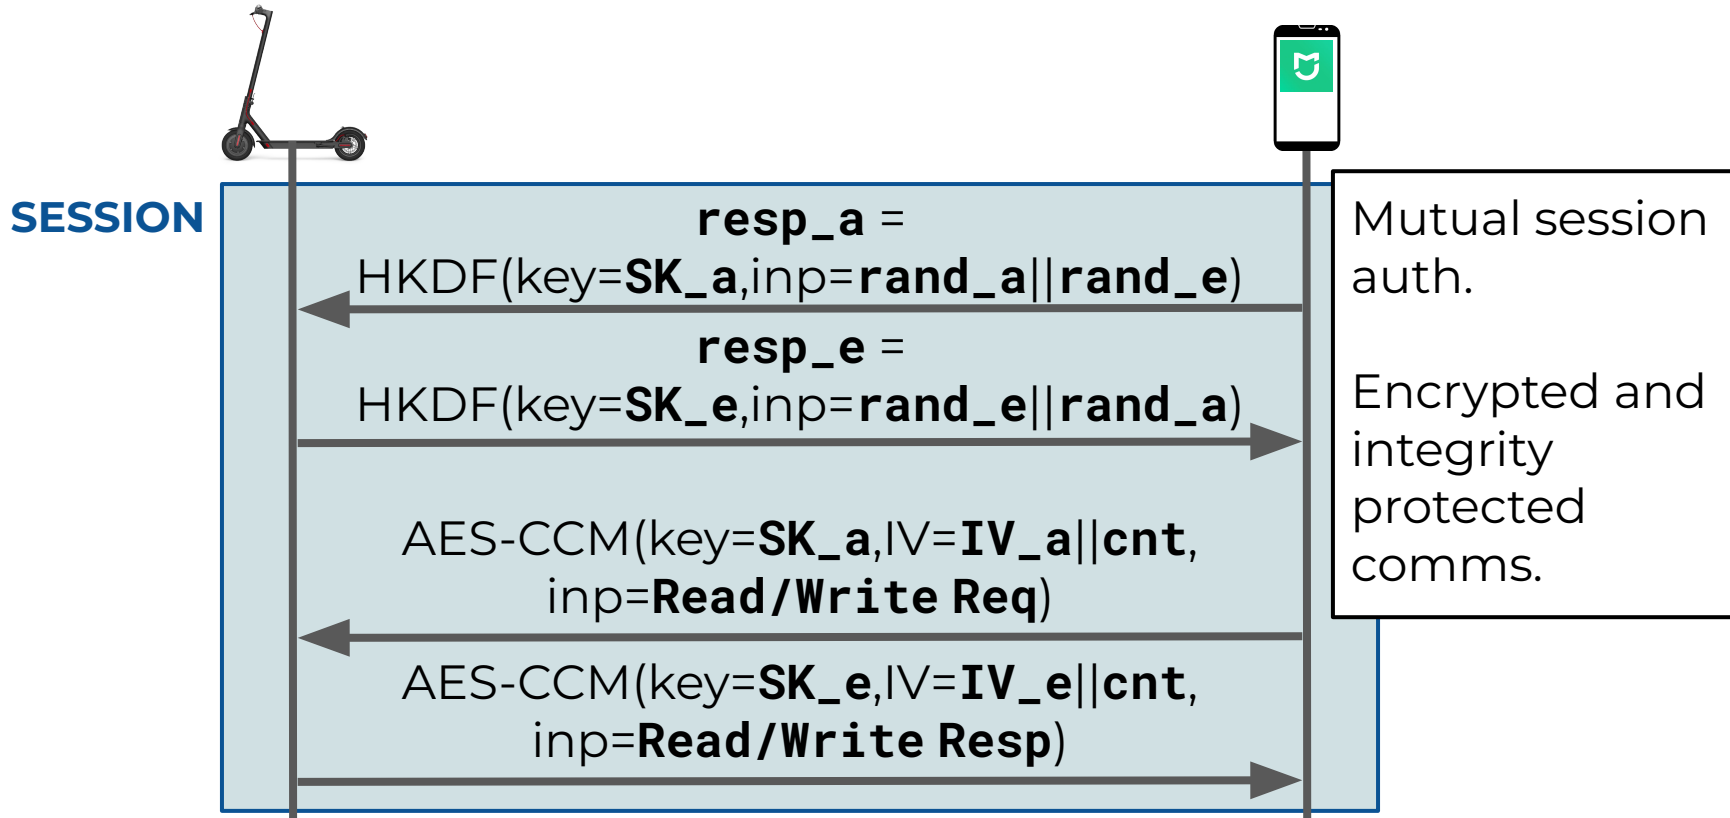 SESSION
resp_a =
HKDF(key=SK_a,inp=rand_a||rand_e)
resp_e =
HKDF(key=SK_e,inp=rand_e||rand_a)
AES-CCM(key=SK_a,IV=IV_a||cnt,
inp=Read/Write Req)
AES-CCM(key=SK_e,IV=IV_e||cnt,
inp=Read/Write Resp)
Mutual session
auth.
Encrypted and
integrity
protected
comms.